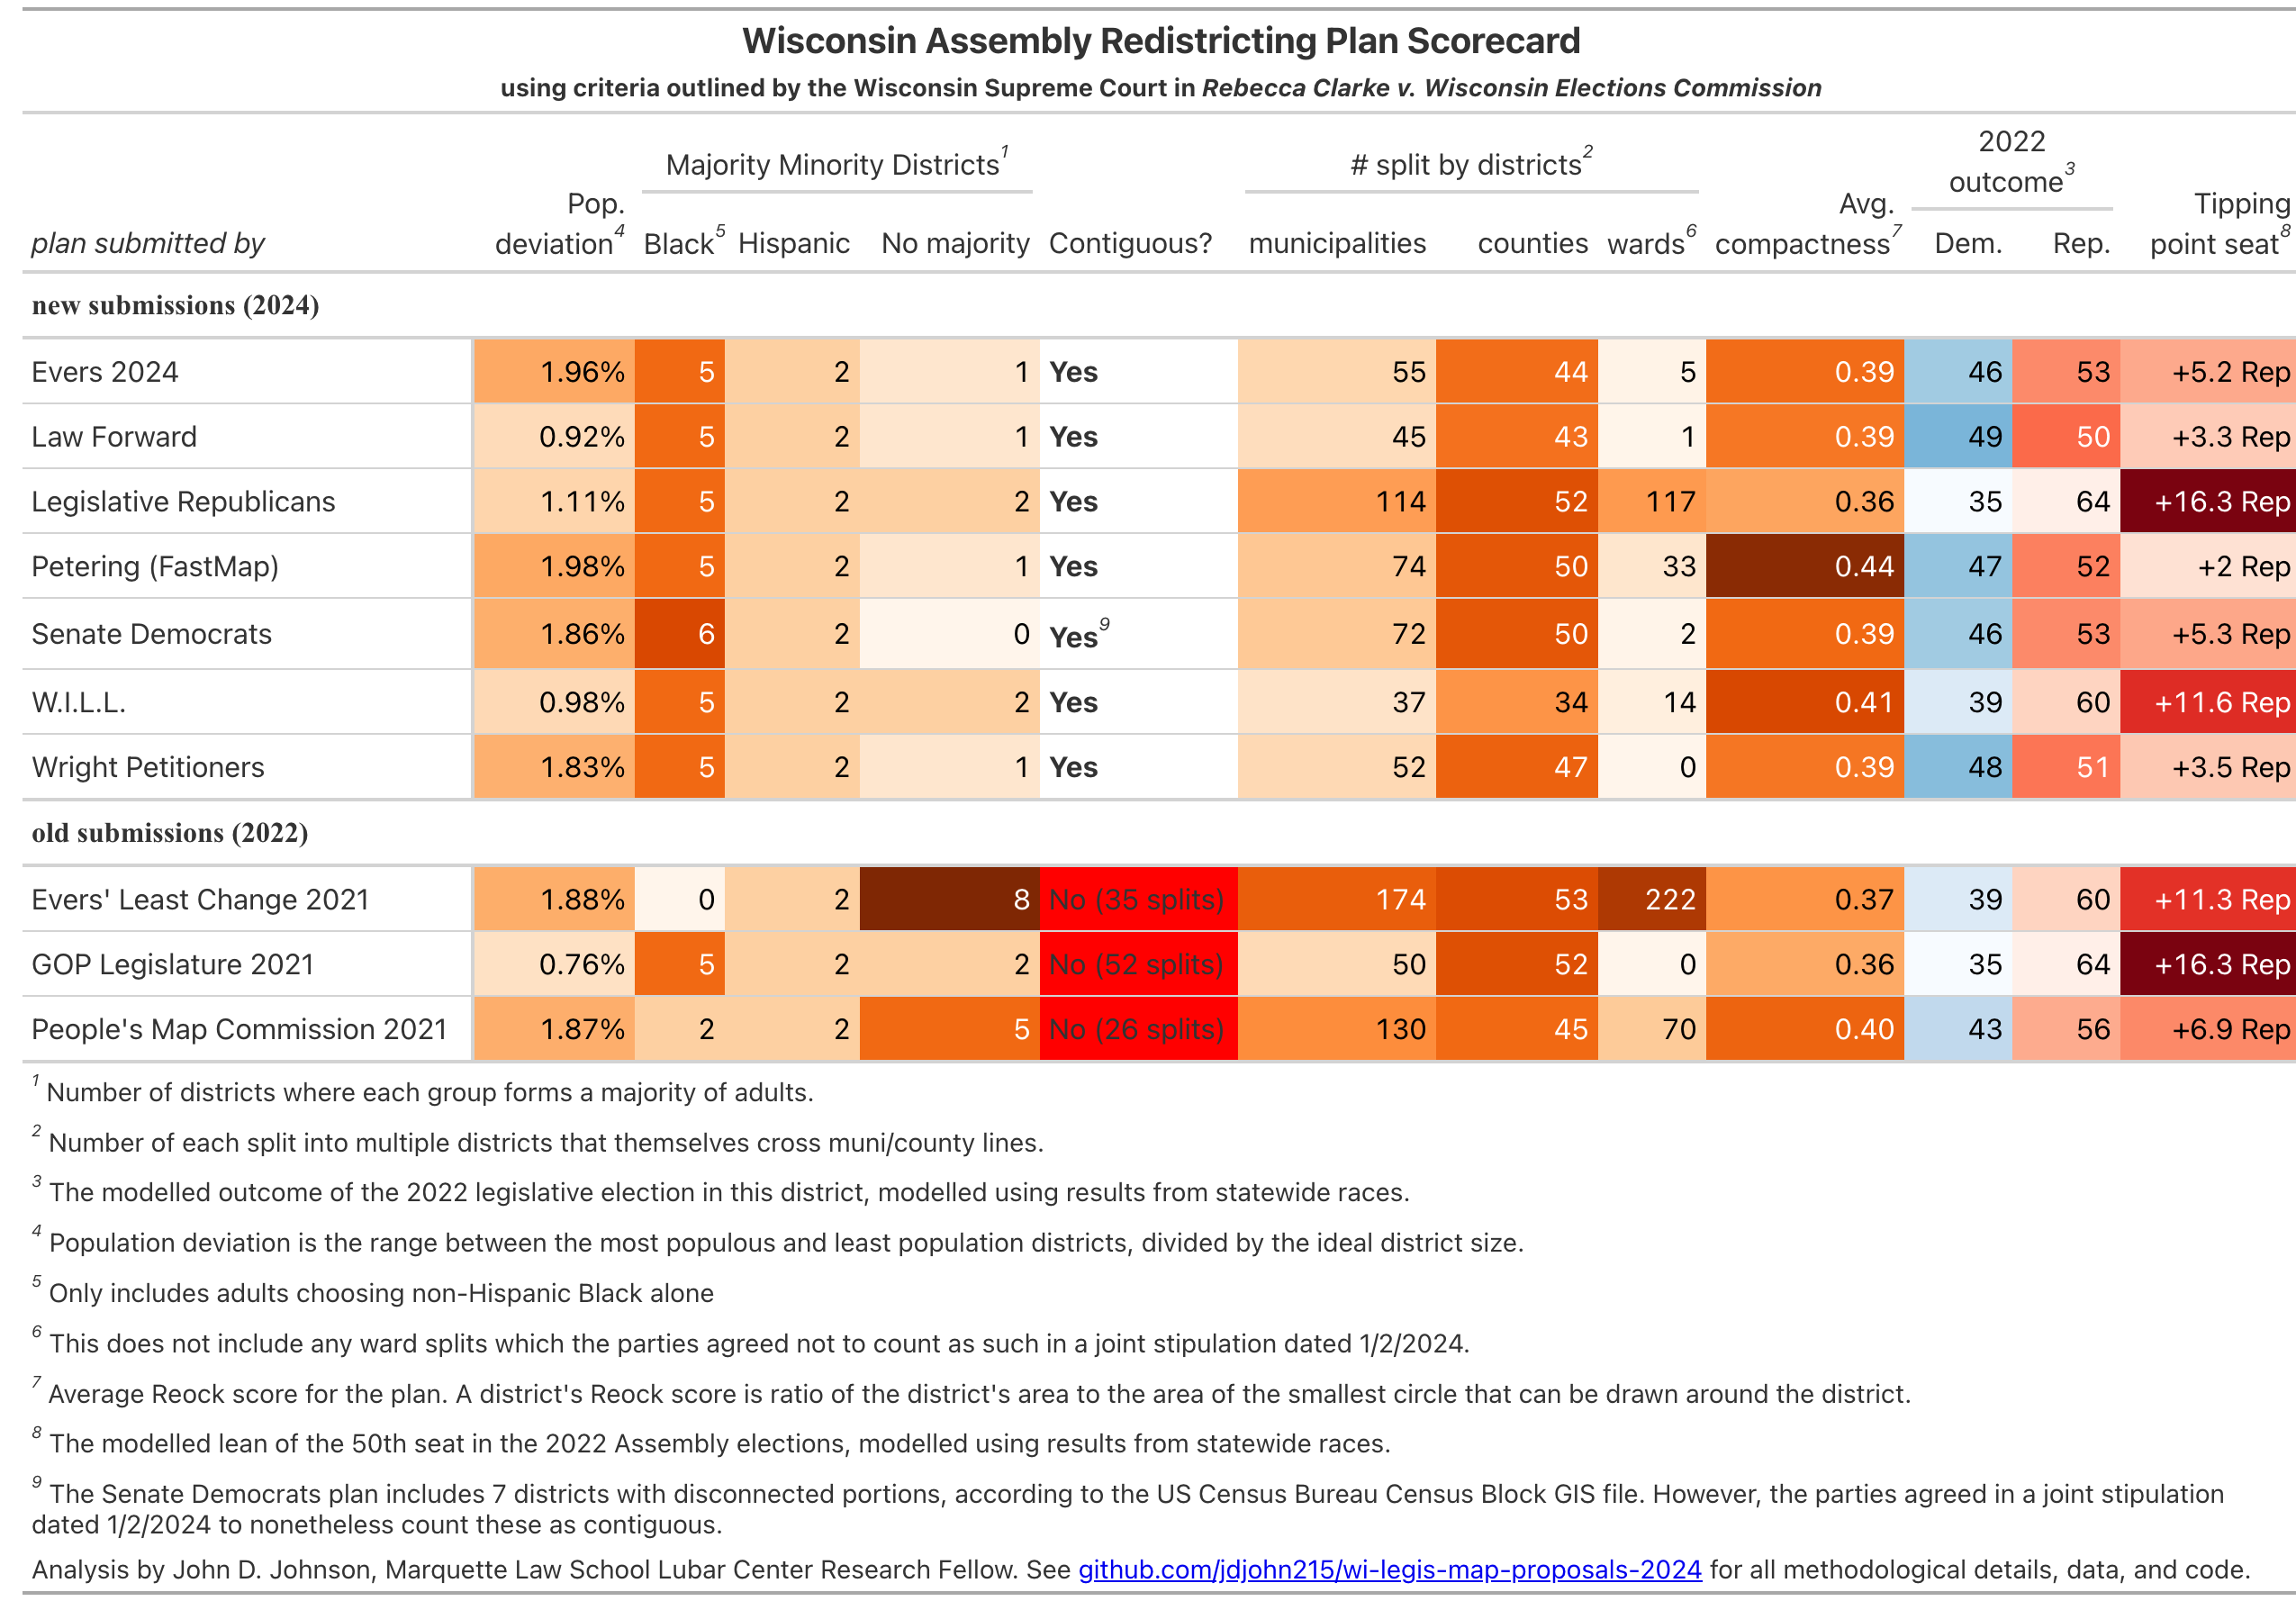 Wisconsin Assembly Redistricting Plan Scorecard
using criteria outlined by the Wisconsin Supreme Court in Rebecca Clarke v. Wisconsin Elections Commission
plan submitted by Pop. deviation4 Majority Minority Districts1 Black5 Hispanic No majority Contiguous? # split by districts2 municipalities counties wards6 Avg. compactness7 2022 outcome3 Dem. Rep. Tipping point seat8
new submissions (2024)
Evers 2024 1.96% 5 2 1 Yes 55 44 5 0.39 46 53 +5.2 Rep
Law Forward 0.92% 5 2 1 Yes 45 43 1 0.39 49 50 +3.3 Rep
Legislative Republicans 1.11% 5 2 2 Yes 114 52 117 0.36 35 64 +16.3 Rep
Petering (FastMap) 1.98% 5 2 1 Yes 74 50 33 0.44 47 52 +2 Rep
Senate Democrats 1.86% 6 2 0 Yes9 72 50 2 0.39 46 53 +5.3 Rep
W.I.L.L. 0.98% 5 2 2 Yes 37 34 14 0.41 39 60 +11.6 Rep
Wright Petitioners 1.83% 5 2 1 Yes 52 47 0 0.39 48 51 +3.5 Rep
old submissions (2022)
Evers' Least Change 2021 1.88% 0 2 8 No (35 splits) 174 53 222 0.37 39 60 +11.3 Rep
GOP Legislature 2021 0.76% 5 2 2 No (52 splits) 50 52 0 0.36 35 64 +16.3 Rep
People's Map Commission 2021 1.87% 2 2 5 No (26 splits) 130 45 70 0.40 43 56 +6.9 Rep
1 Number of districts where each group forms a majority of adults.
2 Number of each split into multiple districts that themselves cross muni/county lines.
3 The modelled outcome of the 2022 legislative election in this district, modelled using results from statewide races.
4 Population deviation is the range between the most populous and least population districts, divided by the ideal district size.
5 Only includes adults choosing non-Hispanic Black alone
6 This does not include any ward splits which the parties agreed not to count as such in a joint stipulation dated 1/2/2024.
7 Average Reock score for the plan. A district's Reock score is ratio of the district's area to the area of the smallest circle that can be drawn around the district.
8 The modelled lean of the 50th seat in the 2022 Assembly elections, modelled using results from statewide races.
9 The Senate Democrats plan includes 7 districts with disconnected portions, according to the US Census Bureau Census Block GIS file. However, the parties agreed in a joint stipulation
dated 1/2/2024 to nonetheless count these as contiguous.
Analysis by John D. Johnson, Marquette Law School Lubar Center Research Fellow. See github.com/jdjohn215/wi-legis-map-proposals-2024 for all methodological details, data, and code.